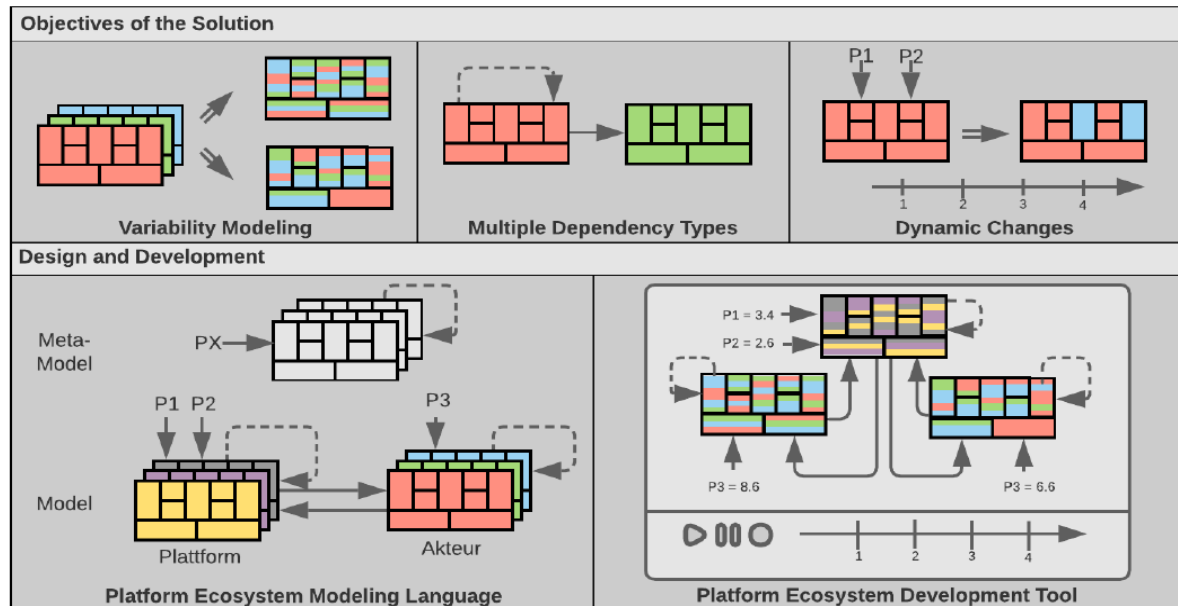 Objectives of the Solution
Variability Modeling
Multiple Dependency Types
P1 P2
1 2 3 4
Dynamic Changes
Design and Development
Meta-
Model
PX
P1 P2
P3
Model
Plattform
Akteur
Platform Ecosystem Modeling Language
P1 = 3.4
P2 = 2.6
P3 = 8.6
P3 = 6.6
1 2 3 4
Platform Ecosystem Development Tool